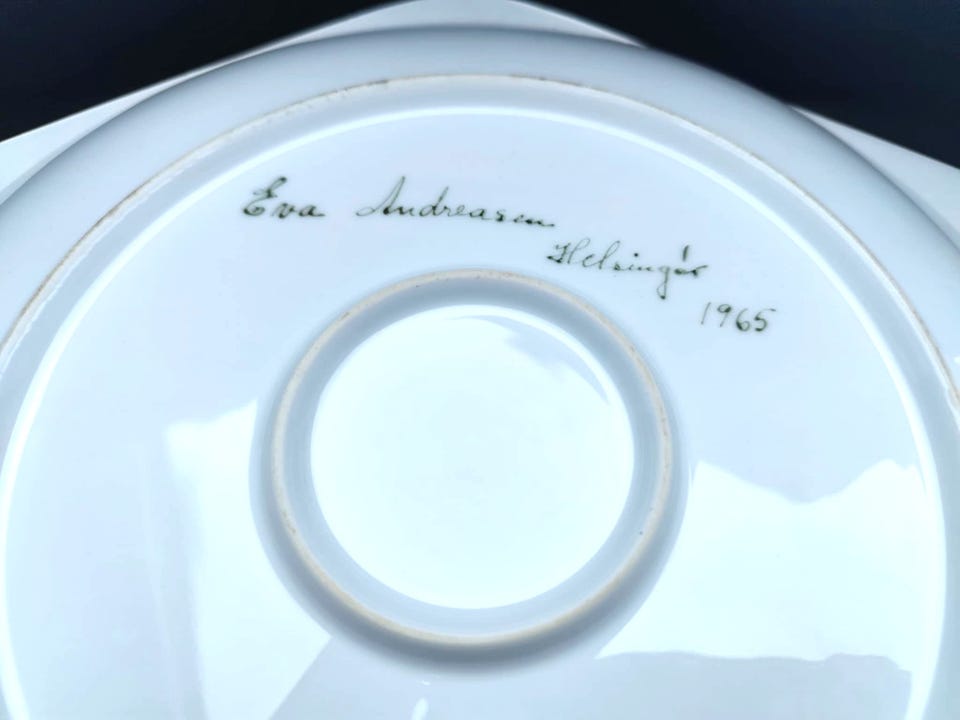 Eva Andreasen
Helsingør
1965